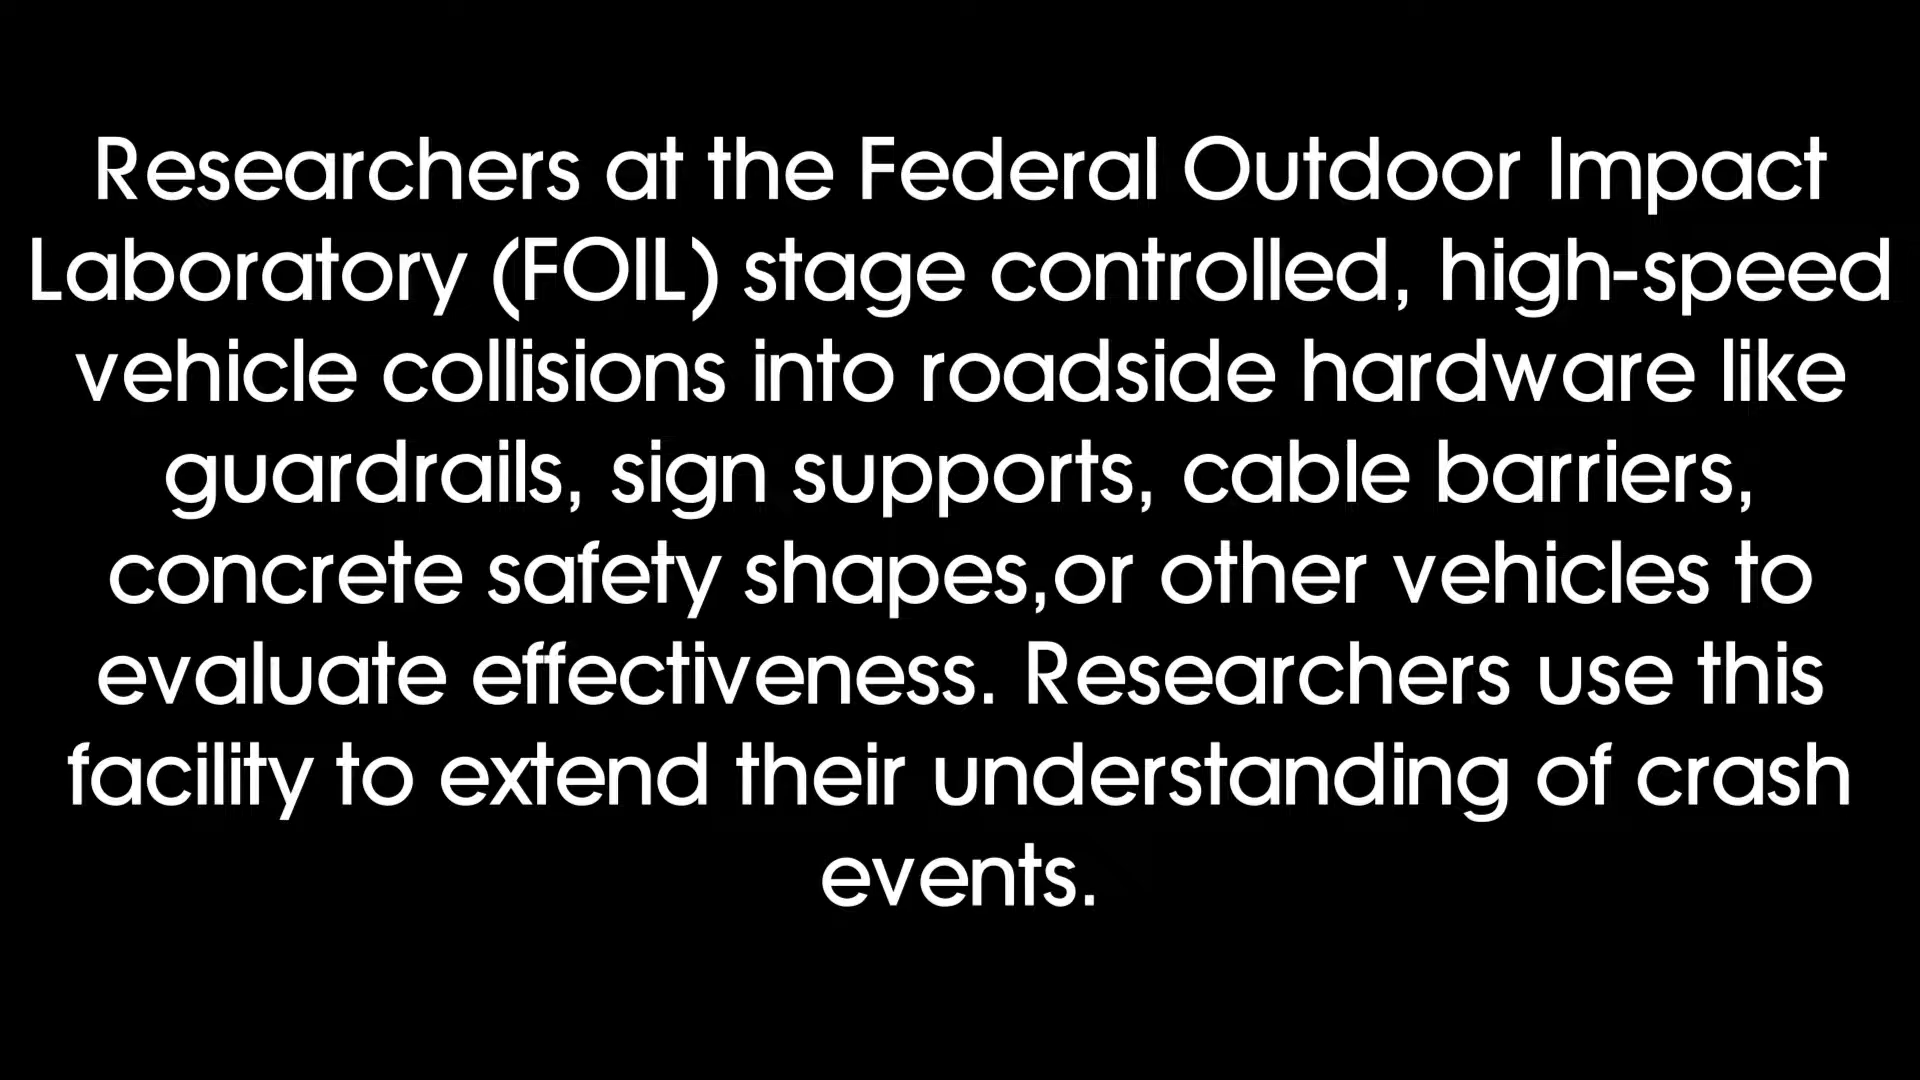 Researchers at the Federal Outdoor Impact
Laboratory (FOIL) stage controlled, high-speed
vehicle collisions into roadside hardware like
guardrails, sign supports, cable barriers,
concrete safety shapes,or other vehicles to
evaluate effectiveness. Researchers use this
facility to extend their understanding of crash
events.